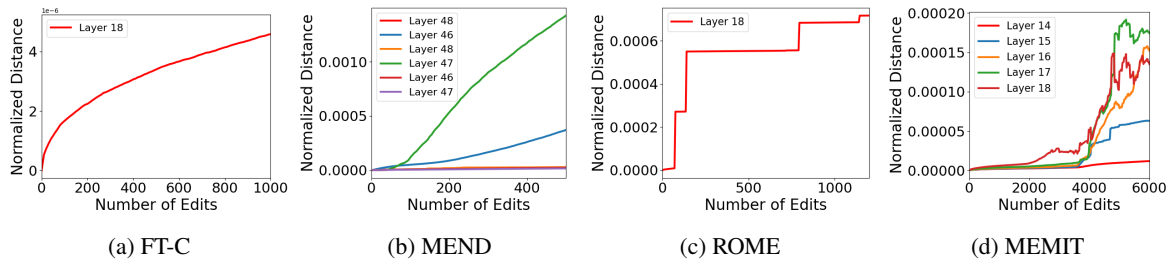 1e-6
Normalized Distance
4
2
0
Layer 18
0 200 400 600 800 1000
Number of Edits
(a) FT-C
Normalized Distance
0.0010
0.0005
0.0000
Layer 48
Layer 46
Layer 48
Layer 47
Layer 46
Layer 47
0 200 400
Number of Edits
(b) MEND
Normalized Distance
0.0006
0.0004
0.0002
0.0000
Layer 18
0 500 1000
Number of Edits
(c) ROME
Normalized Distance
0.00020
0.00015
0.00010
0.00005
0.00000
Layer 14
Layer 15
Layer 16
Layer 17
Layer 18
0 2000 4000 6000
Number of Edits
(d) MEMIT